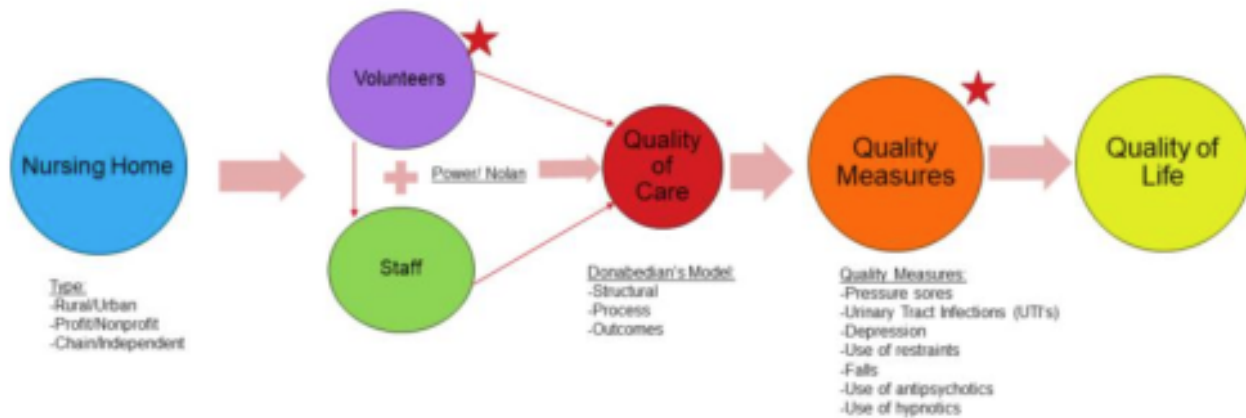 Nursing Home
Type:
-Rural/Urban
-Profit/Nonprofit
-Chain/Independent
Volunteers
Power/ Nolan
Staff
Quality
of
Care
Donabedian's Model:
-Structural
-Process
-Outcomes
Quality
Measures
Quality Measures:
-Pressure sores
-Urinary Tract Infections (UTI's)
-Depression
-Use of restraints
-Falls
-Use of antipsychotics
-Use of hypnotics
Quality of
Life